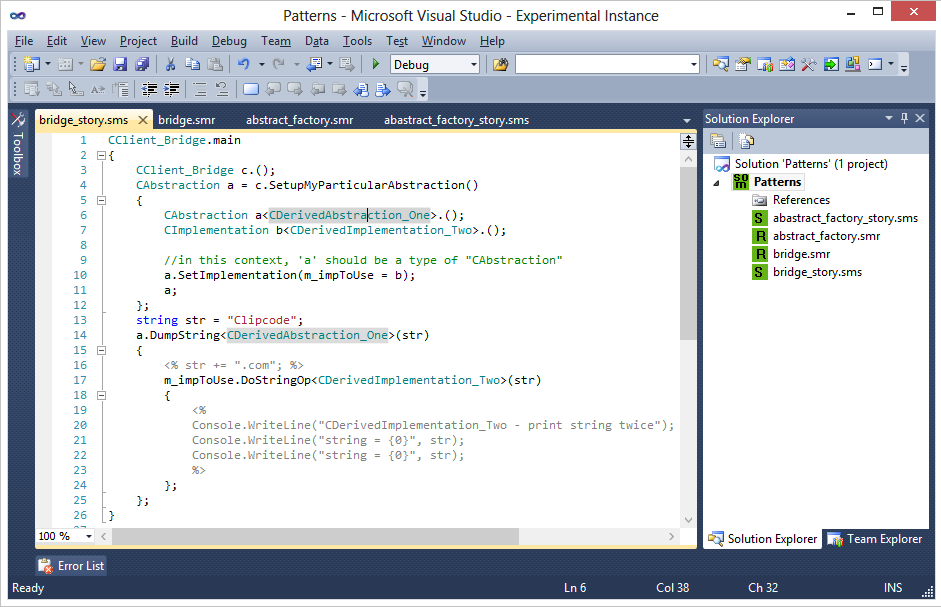 Patterns - Microsoft Visual Studio - Experimental Instance
File Edit View Project Build Debug Team Data Tools Test Window Help
Debug
bridge_story.sms bridge.smr abstract_factory.smr abastract_factory_story.sms
Toolbox
1 CClient_Bridge.main
2 {
3 CClient_Bridge c.();
4 CAbstraction a = c.SetupMyParticularAbstraction()
5 {
6 CAbstraction a<CDerivedAbstraction_One>.();
7 CImplementation b<CDerivedImplementation_Two>.();
8
9 //in this context, 'a' should be a type of "CAbstraction"
10 a.SetImplementation(m_impToUse = b);
11 a;
12 };
13 string str = "Clipcode";
14 a.DumpString<CDerivedAbstraction_One>(str)
15 {
16 <% str += ".com"; %>
17 m_impToUse.DoStringOp<CDerivedImplementation_Two>(str)
18 {
19 <%
20 Console.WriteLine("CDerivedImplementation_Two - print string twice");
21 Console.WriteLine("string = {0}", str);
22 Console.WriteLine("string = {0}", str);
23 %>
24 };
25 };
26 }
100 %
Solution Explorer
Solution 'Patterns' (1 project)
som Patterns
References
S abastract_factory_story.sms
R abstract_factory.smr
R bridge.smr
S bridge_story.sms
Solution Explorer Team Explorer
Error List
Ready Ln 6 Col 38 Ch 32 INS